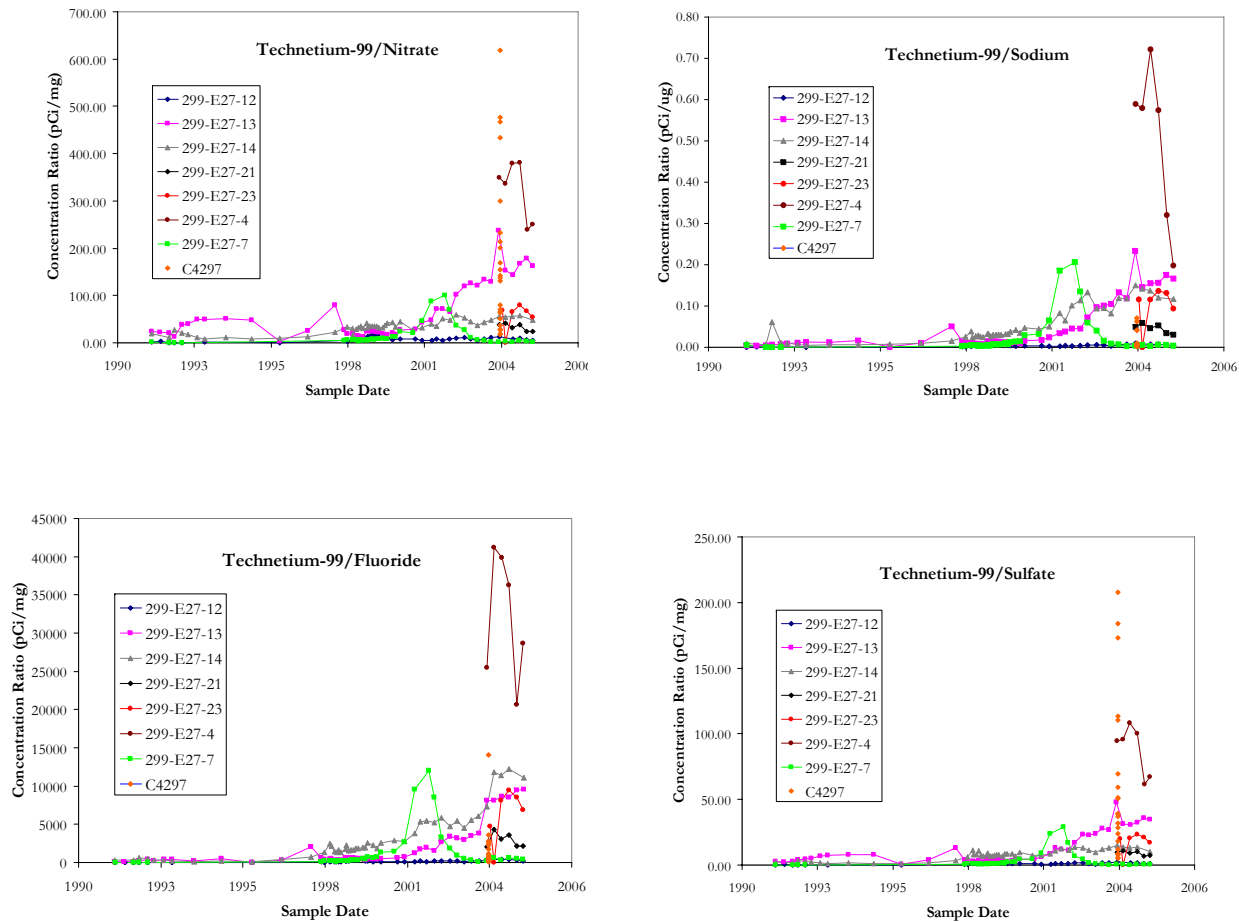 Technetium-99/Nitrate
Concentration Ratio (pCi/mg)
700.00
600.00
500.00
400.00
300.00
200.00
100.00
0.00
299-E27-12
299-E27-13
299-E27-14
299-E27-21
299-E27-23
299-E27-4
299-E27-7
C4297
1990 1993 1995 1998 2001 2004
Sample Date
Technetium-99/Sodium
Concentration Ratio (pCi/ug)
0.80
0.70
0.60
0.50
0.40
0.30
0.20
0.10
0.00
299-E27-12
299-E27-13
299-E27-14
299-E27-21
299-E27-23
299-E27-4
299-E27-7
C4297
1990 1993 1995 1998 2001 2004 2006
Sample Date
Technetium-99/Fluoride
Concentration Ratio (pCi/mg)
45000
40000
35000
30000
25000
20000
15000
10000
5000
0
299-E27-12
299-E27-13
299-E27-14
299-E27-21
299-E27-23
299-E27-4
299-E27-7
C4297
1990 1993 1995 1998 2001 2004 2006
Sample Date
Technetium-99/Sulfate
Concentration Ratio (pCi/mg)
250.00
200.00
150.00
100.00
50.00
0.00
299-E27-12
299-E27-13
299-E27-14
299-E27-21
299-E27-23
299-E27-4
299-E27-7
C4297
1990 1993 1995 1998 2001 2004 2006
Sample Date